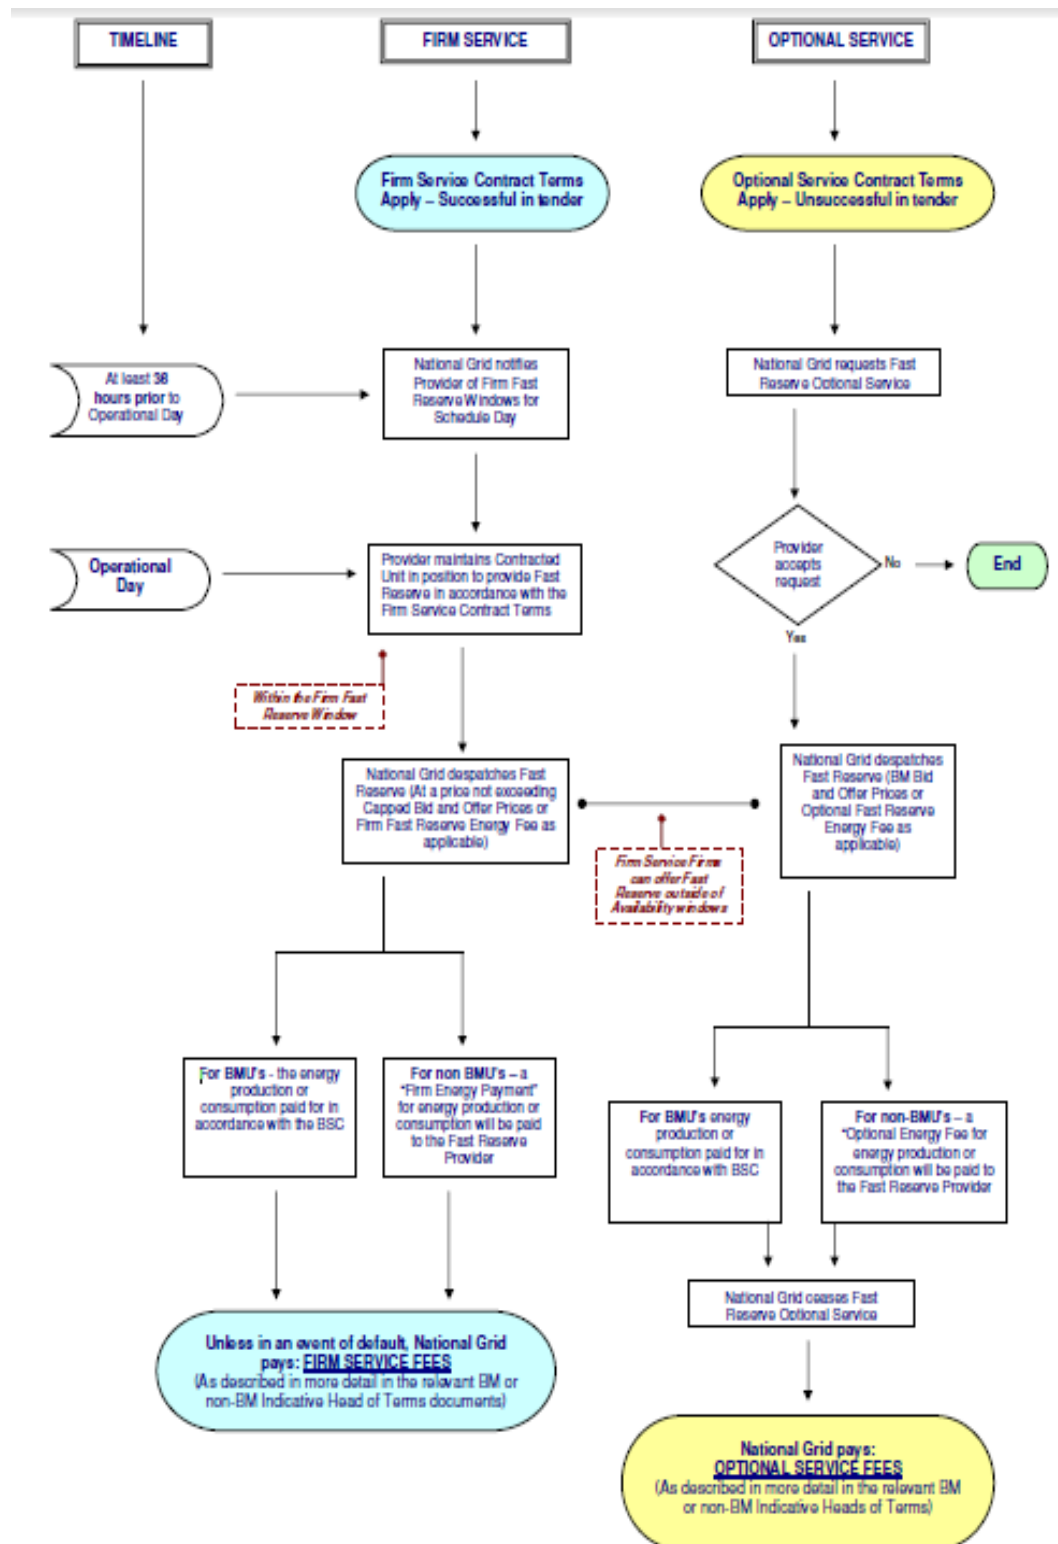 TIMELINE
FIRM SERVICE
OPTIONAL SERVICE
Firm Service Contract Terms
Apply – Successful in tender
Optional Service Contract Terms
Apply – Unsuccessful in tender
At least 36
hours prior to
Operational Day
National Grid notifies
Provider of Firm Fast
Reserve Windows for
Schedule Day
National Grid requests Fast
Reserve Optional Service
Operational
Day
Provider maintains Contracted
Unit in position to provide Fast
Reserve in accordance with the
Firm Service Contract Terms
Provider
accepts
request
No
End
Yes
Within the Firm Fast
Reserve Window
National Grid despatches Fast
Reserve (At a price not exceeding
Capped Bid and Offer Prices or
Firm Fast Reserve Energy Fee as
applicable)
National Grid despatches
Fast Reserve (BM Bid
and Offer Prices or
Optional Fast Reserve
Energy Fee as
applicable)
Firm Service Firms
can offer Fast
Reserve outside of
Availability windows
For BMU's - the energy
production or
consumption paid for in
accordance with the BSC
For non BMU's – a
"Firm Energy Payment"
for energy production or
consumption will be paid
to the Fast Reserve
Provider
For BMU's energy
production or
consumption paid for in
accordance with BSC
For non-BMU's – a
"Optional Energy Fee for
energy production or
consumption will be paid to
the Fast Reserve Provider
National Grid ceases Fast
Reserve Optional Service
Unless in an event of default, National Grid
pays: FIRM SERVICE FEES
(As described in more detail in the relevant BM or
non-BM Indicative Head of Terms documents)
National Grid pays:
OPTIONAL SERVICE FEES
(As described in more detail in the relevant BM
or non-BM Indicative Heads of Terms)